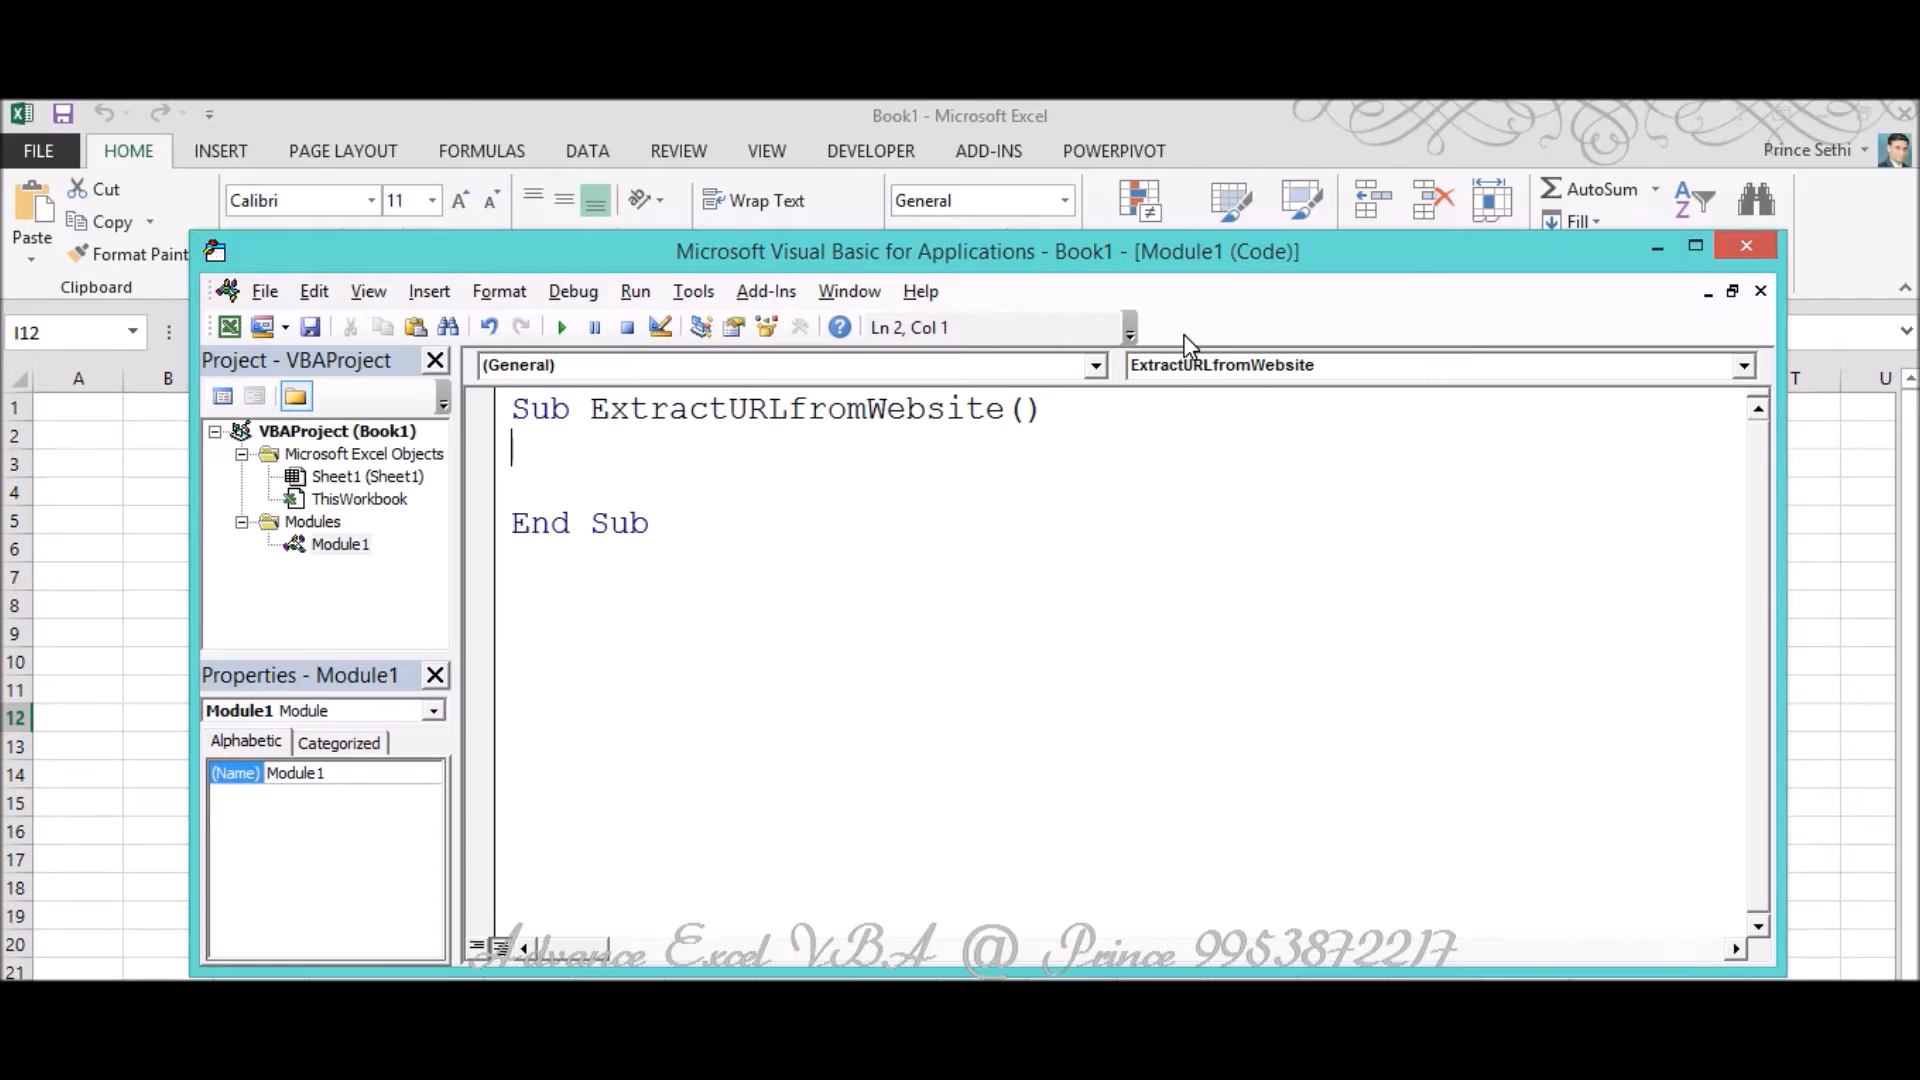 Book1 - Microsoft Excel
FILE HOME INSERT PAGE LAYOUT FORMULAS DATA REVIEW VIEW DEVELOPER ADD-INS POWERPIVOT Prince Sethi
Cut
Copy
Format Paint
Paste
Clipboard
Calibri 11
Wrap Text
General
AutoSum
Fill
A
Z
Microsoft Visual Basic for Applications - Book1 - [Module1 (Code)]
File Edit View Insert Format Debug Run Tools Add-Ins Window Help
Ln 2, Col 1
I12
Project - VBAProject
(General)
ExtractURLfromWebsite
A B T U
1
2
3
4
5
6
7
8
9
10
11
12
13
14
15
16
17
18
19
20
21
VBAProject (Book1)
Microsoft Excel Objects
Sheet1 (Sheet1)
ThisWorkbook
Modules
Module1
Sub ExtractURLfromWebsite()
End Sub
Properties - Module1
Module1 Module
Alphabetic Categorized
(Name) Module1
Advance Excel VBA @ Prince 9953872217